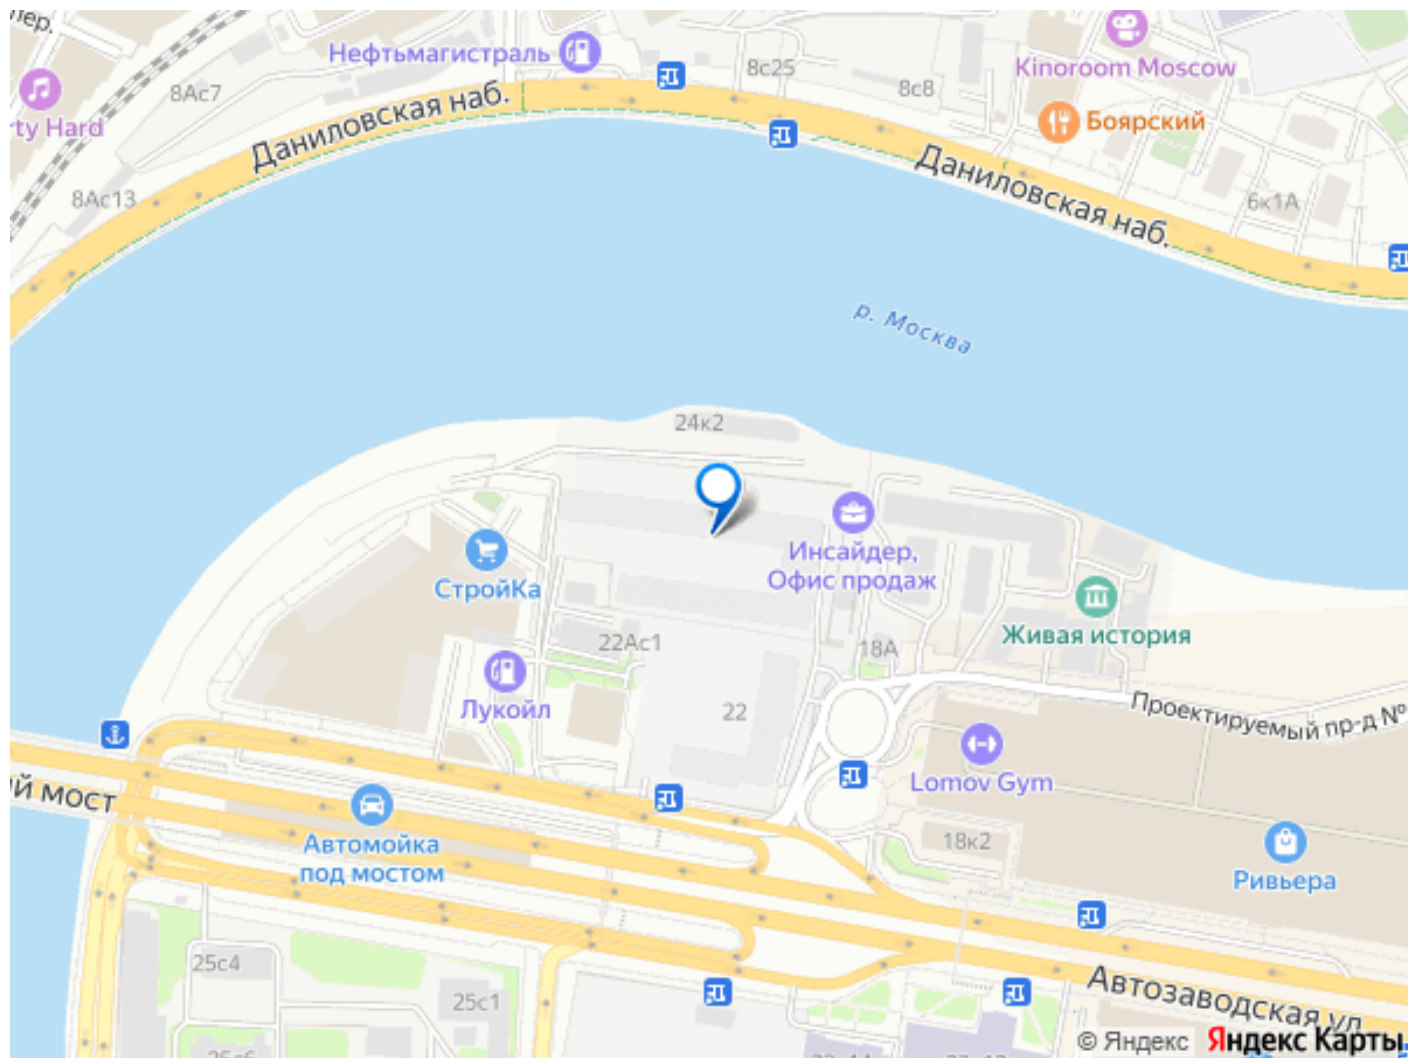 пер.
Нефтьмагистраль
8с25
8с8
Kinoroom Moscow
8Ас7
rty Hard
Даниловская наб.
Боярский
Даниловская наб.
8Ас13
6к1А
р. Москва
24к2
Инсайдер,
Офис продаж
СтройКа
Живая история
22Ас1
18А
Лукойл
22
Проектируемый пр-д №
Lomov Gym
ий мост
Автомойка
под мостом
18к2
Ривьера
25с4
25с1
Автозаводская ул.
© Яндекс Яндекс Карты